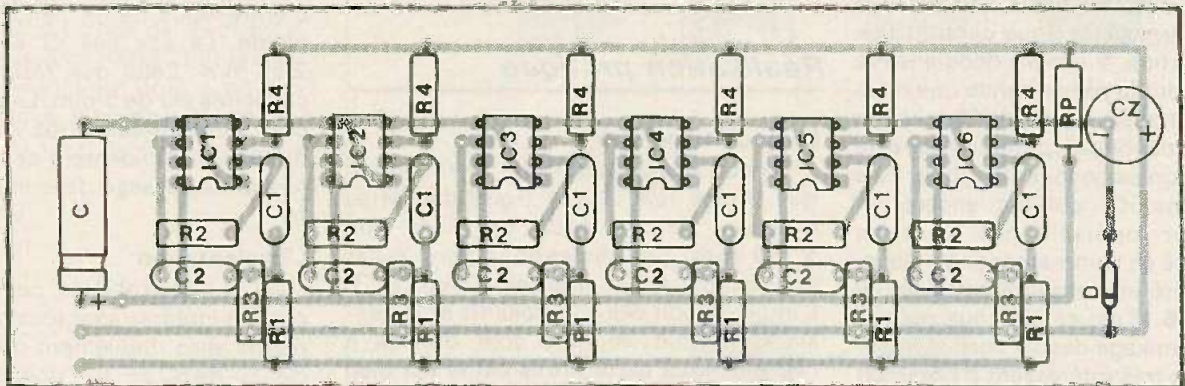 R4 R4 R4 R4 R4 R4 RP
CZ
− +
−
IC1 IC2 IC3 IC4 IC5 IC6
C
C1 C1 C1 C1 C1 C1
R2 R2 R2 R2 R2 R2
C2 C2 C2 C2 C2 C2
+
R3 R3 R3 R3 R3 R3
R1 R1 R1 R1 R1 R1
D